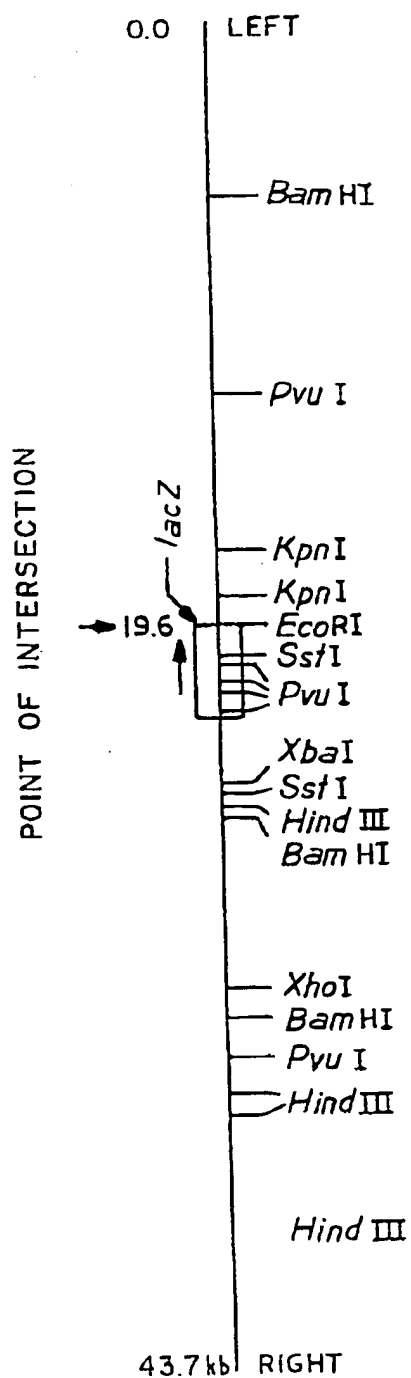 0.0 LEFT
Bam HI
Pvu I
POINT OF INTERSECTION
lacZ
Kpn I
Kpn I
19.6 EcoRI
Sst I
Pvu I
Xba I
Sst I
Hind III
Bam HI
Xho I
Bam HI
Pvu I
Hind III
Hind III
43.7 kb RIGHT